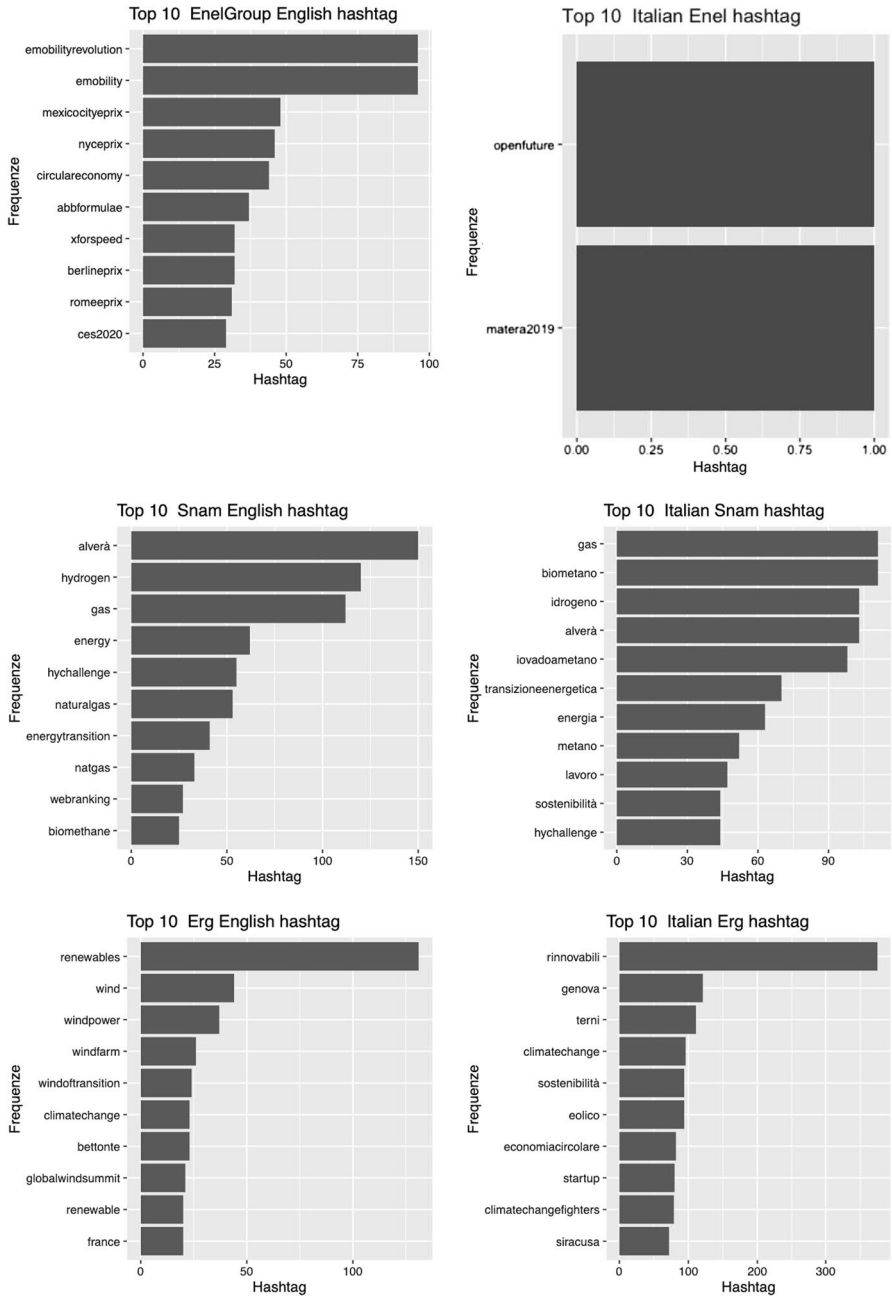 Top 10  EnelGroup English hashtag
Frequenze
emobilityrevolution
emobility
mexicocityeprix
nyceprix
circulareconomy
abbformulae
xforspeed
berlineprix
romeeprix
ces2020
0 25 50 75 100
Hashtag
Top 10  Italian Enel hashtag
Frequenze
openfuture
matera2019
0.00 0.25 0.50 0.75 1.00
Hashtag
Top 10  Snam English hashtag
Frequenze
alverà
hydrogen
gas
energy
hychallenge
naturalgas
energytransition
natgas
webranking
biomethane
0 50 100 150
Hashtag
Top 10  Italian Snam hashtag
Frequenze
gas
biometano
idrogeno
alverà
iovadoametano
transizioneenergetica
energia
metano
lavoro
sostenibilità
hychallenge
0 30 60 90
Hashtag
Top 10  Erg English hashtag
Frequenze
renewables
wind
windpower
windfarm
windoftransition
climatechange
bettonte
globalwindsummit
renewable
france
0 100
Hashtag
Top 10  Italian Erg hashtag
Frequenze
rinnovabili
genova
terni
climatechange
sostenibilità
eolico
economiacircolare
startup
climatechangefighters
siracusa
0 100 200 300
Hashtag